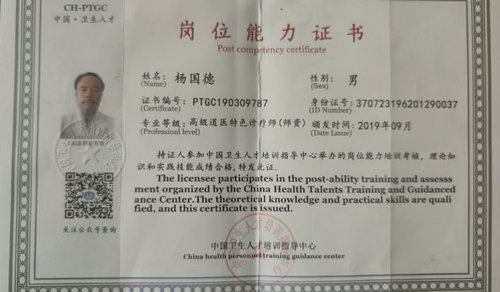 CH-PTGC
中国·卫生人才
岗位能力证书
Post competency certificate
姓名: 杨国德
(Name)
性别: 男
(Sex)
证书编号: PTGC190309787
(Certificate)
身份证号: 370723196201290037
(ID Number)
专业等级: 高级道医特色诊疗师(师资)
(Professionl level)
颁发时间: 2019年09月
(Date Lssue)
持证人参加中国卫生人才培训指导中心举办的岗位能力培训考核, 理论知
识和实践技能成绩合格, 特发此证.
The licensee participates in the post-ability training and assess
ment organized by the China Health Talents Training and Guidanced
ance Center.The theoretical knowledge and practical skills are quali
fied, and this certificate is issued.
关注公众号查询
中国卫生人才培训指导中心
China health personnel training guidance center